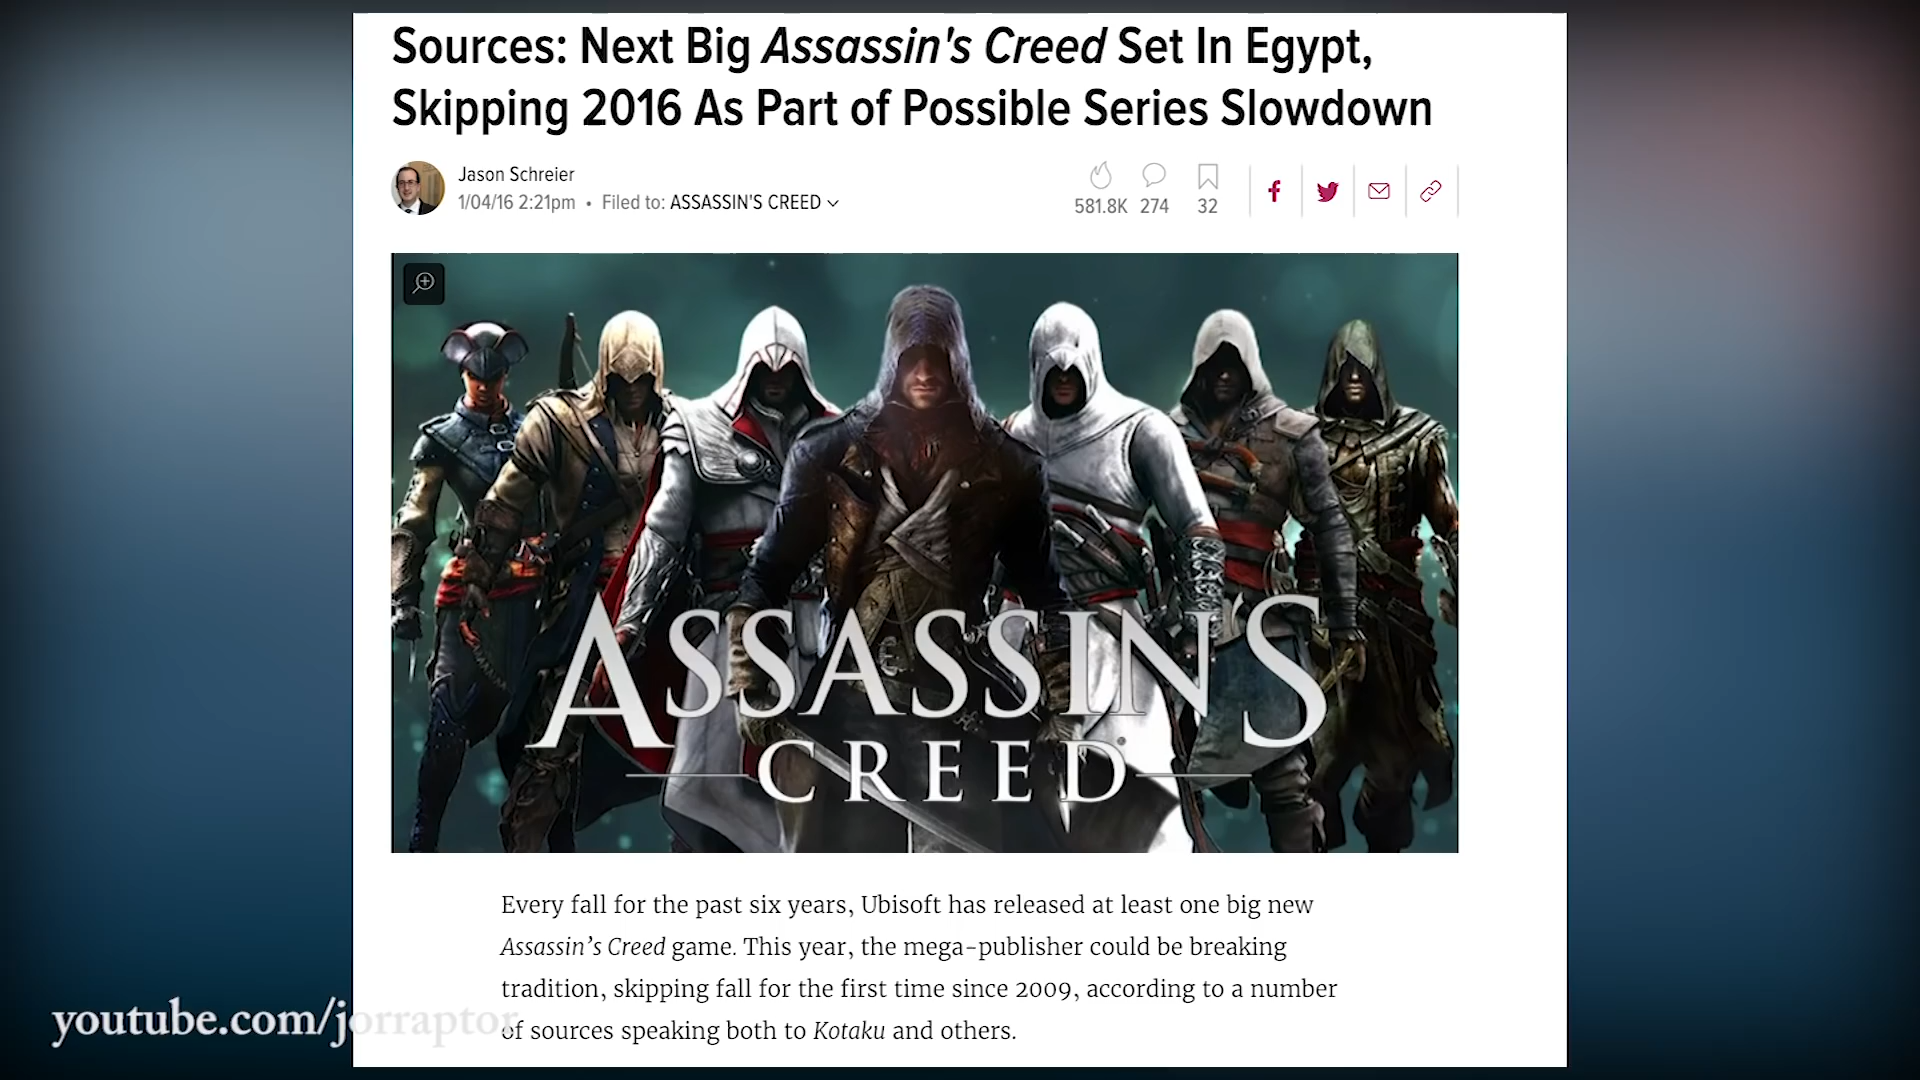 Sources: Next Big Assassin's Creed Set In Egypt,
Skipping 2016 As Part of Possible Series Slowdown
Jason Schreier
1/04/16 2:21pm • Filed to: ASSASSIN'S CREED
581.8K 274 32
ASSASSIN'S
CREED
Every fall for the past six years, Ubisoft has released at least one big new
Assassin’s Creed game. This year, the mega-publisher could be breaking
tradition, skipping fall for the first time since 2009, according to a number
of sources speaking both to Kotaku and others.
youtube.com/jorraptor